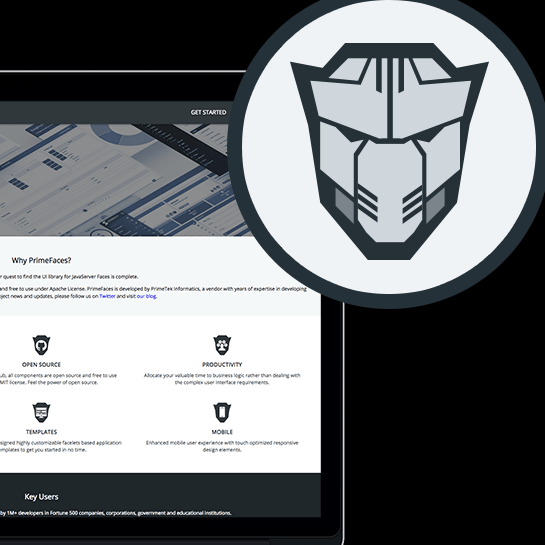 GET STARTED
Why PrimeFaces?
quest to find the UI library for JavaServer Faces is complete.
and free to use under Apache License. PrimeFaces is developed by PrimeTek Informatics, a vendor with years of expertise in developing
news and updates, please follow us on Twitter and visit our blog.
OPEN SOURCE
PRODUCTIVITY
all components are open source and free to use
Allocate your valuable time to business logic rather than dealing with
MIT license. Feel the power of open source.
the complex user interface requirements.
TEMPLATES
MOBILE
highly customizable facelets based application
Enhanced mobile user experience with touch optimized responsive
to get you started in no time.
design elements.
Key Users
by 1M+ developers in Fortune 500 companies, corporations, government and educational institutions.